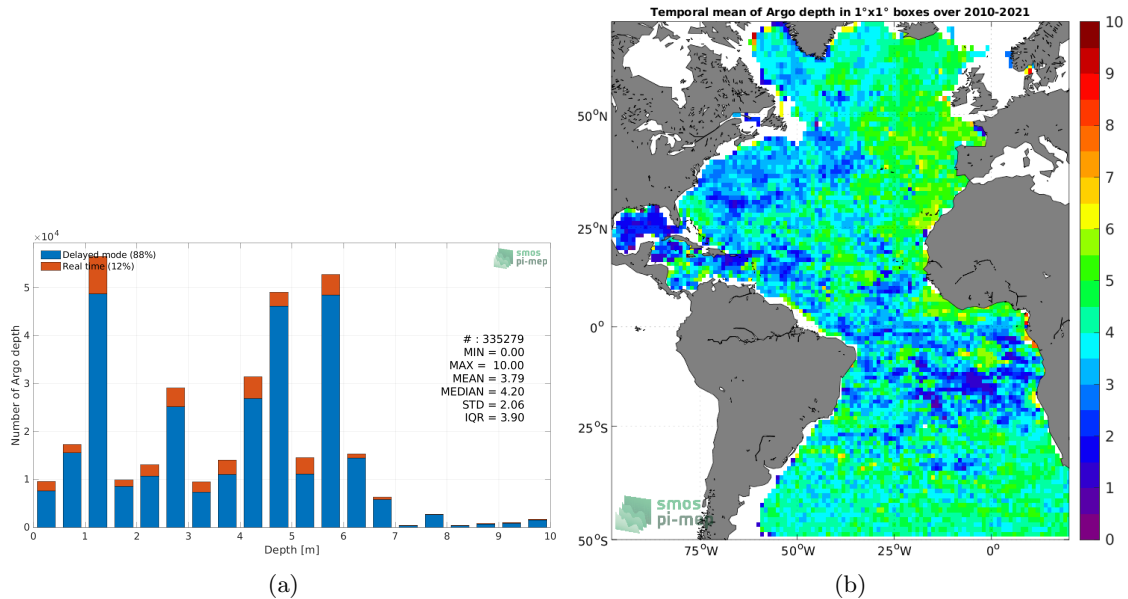 ×10⁴
Delayed mode (88%)
Real time (12%)
smos
pi-mep
5
4
3
2
1
0
Number of Argo depth
# : 335279
MIN = 0.00
MAX = 10.00
MEAN = 3.79
MEDIAN = 4.20
STD = 2.06
IQR = 3.90
0 1 2 3 4 5 6 7 8 9 10
Depth [m]
(a)
Temporal mean of Argo depth in 1°x1° boxes over 2010-2021
50°N
25°N
0°
25°S
50°S
75°W 50°W 25°W 0°
smos
pi-mep
10
9
8
7
6
5
4
3
2
1
0
(b)